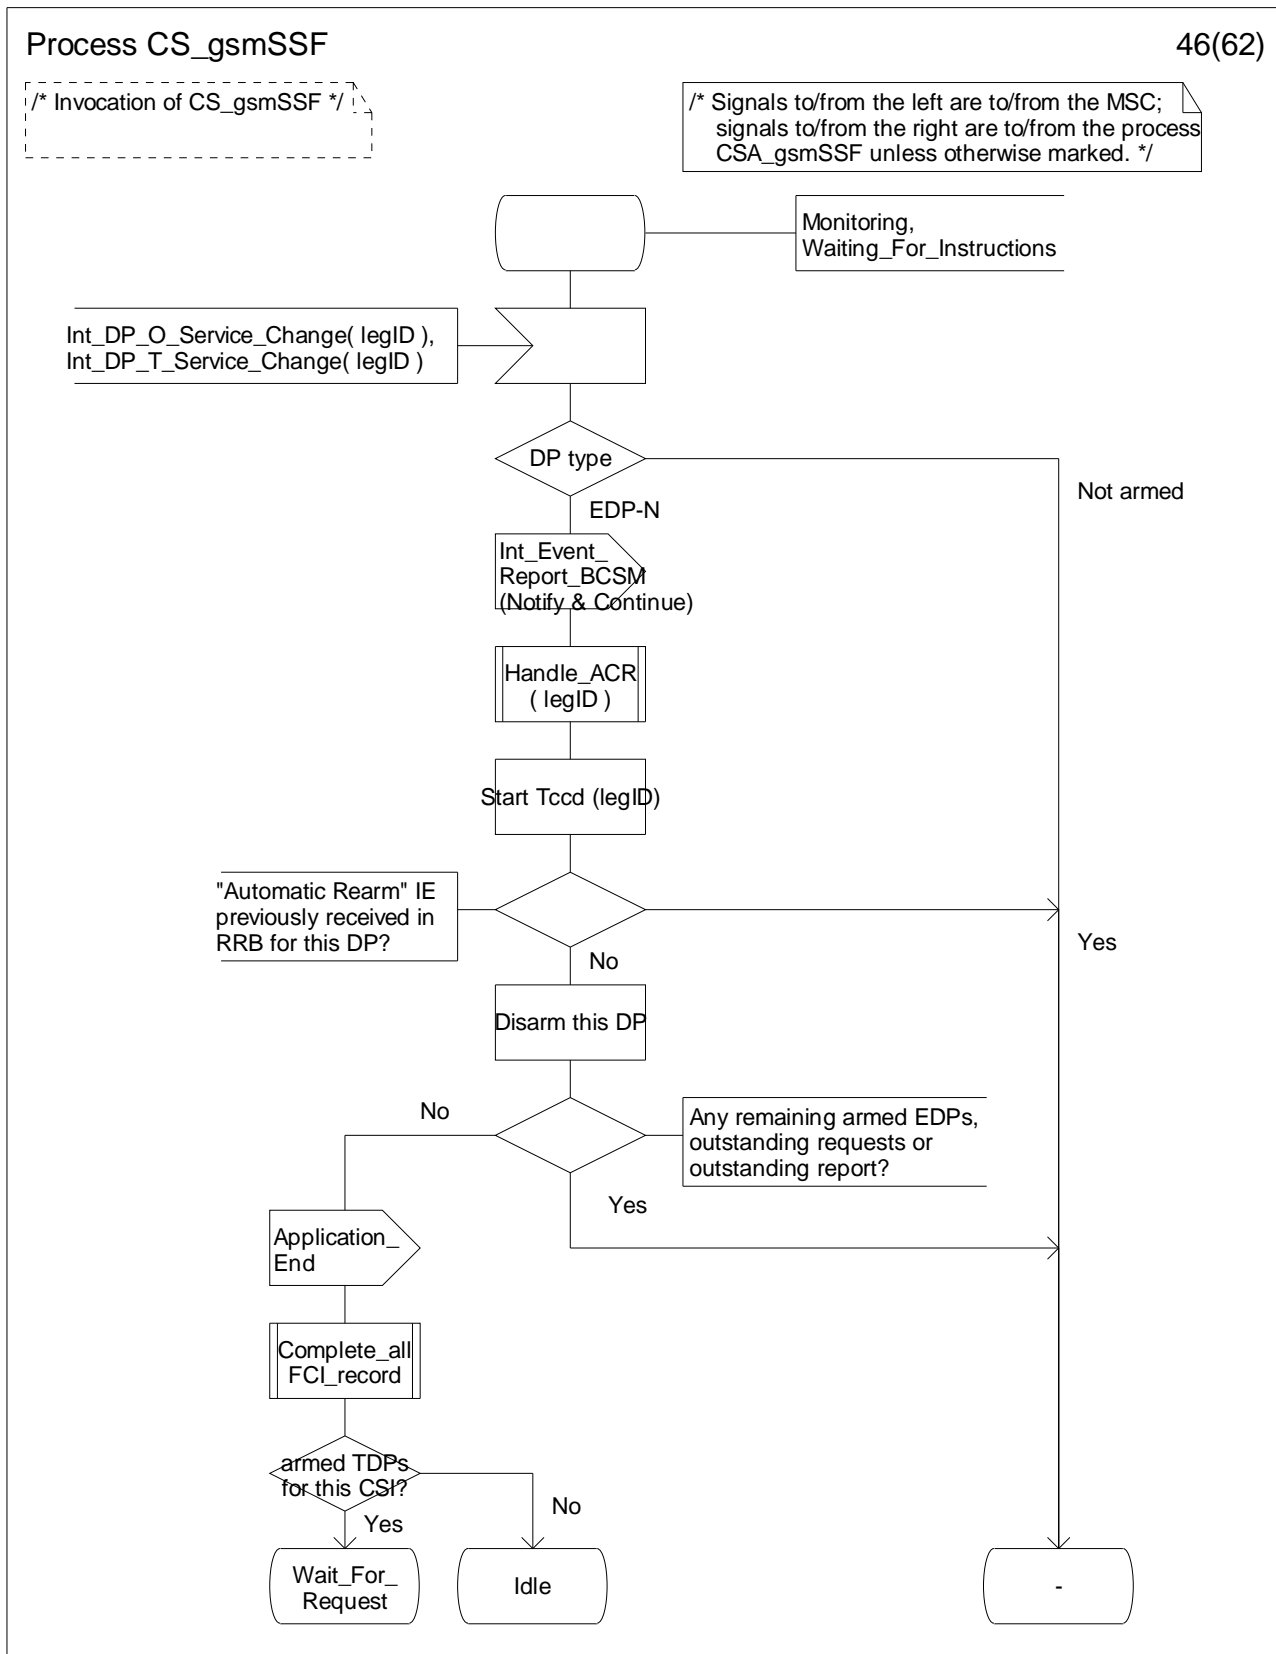 Process CS_gsmSSF
46(62)
/* Invocation of CS_gsmSSF */
/* Signals to/from the left are to/from the MSC;
signals to/from the right are to/from the process
CSA_gsmSSF unless otherwise marked. */
Monitoring,
Waiting_For_Instructions
Int_DP_O_Service_Change( legID ),
Int_DP_T_Service_Change( legID )
DP type
Not armed
EDP-N
Int_Event_
Report_BCSM
(Notify & Continue)
Handle_ACR
( legID )
Start Tccd (legID)
"Automatic Rearm" IE
previously received in
RRB for this DP?
Yes
No
Disarm this DP
No
Any remaining armed EDPs,
outstanding requests or
outstanding report?
Yes
Application_
End
Complete_all
FCI_record
armed TDPs
for this CSI?
No
Yes
Wait_For_
Request
Idle
-